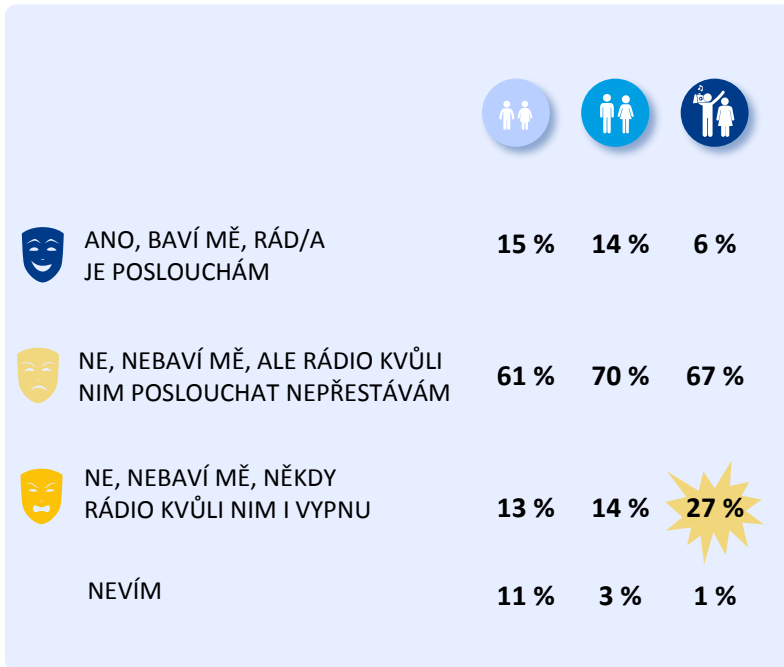 ANO, BAVÍ MĚ, RÁD/A
JE POSLOUCHÁM
15 % 14 % 6 %
NE, NEBAVÍ MĚ, ALE RÁDIO KVŮLI
NIM POSLOUCHAT NEPŘESTÁVÁM
61 % 70 % 67 %
NE, NEBAVÍ MĚ, NĚKDY
RÁDIO KVŮLI NIM I VYPNU
13 % 14 % 27 %
NEVÍM
11 % 3 % 1 %